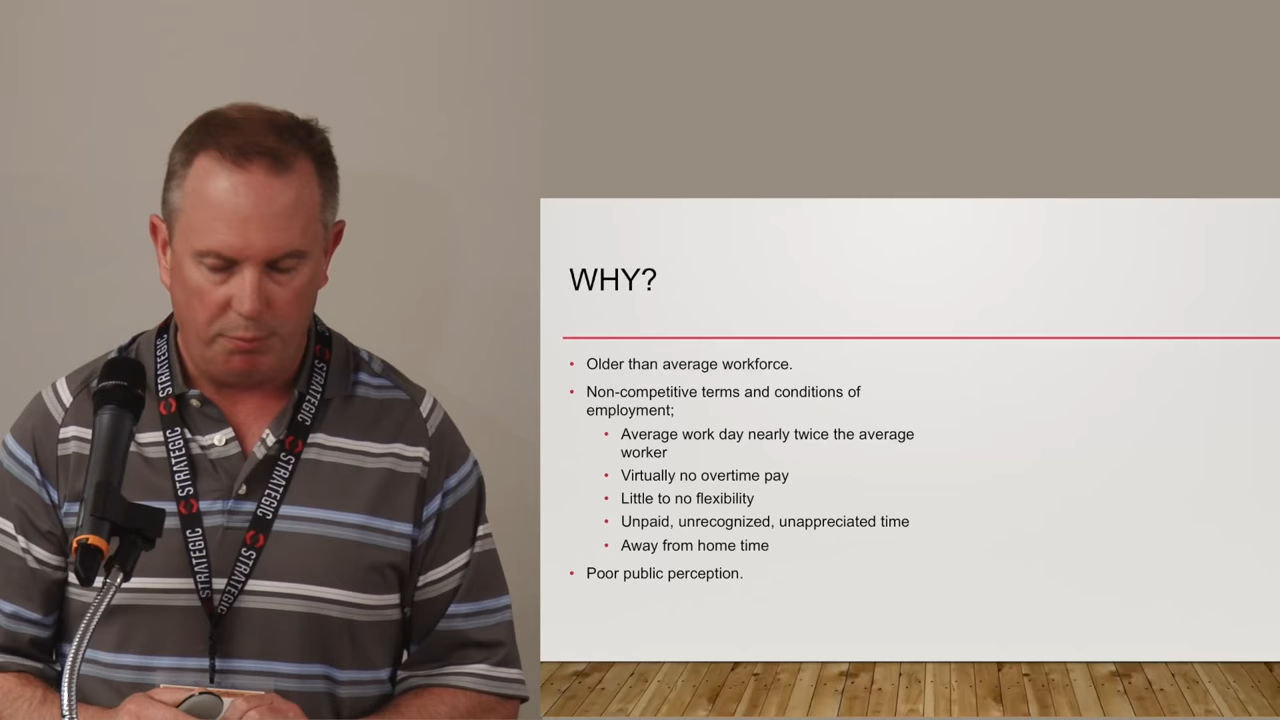 STRATEGIC
STRATEGIC
STRATEGIC
STRATEGIC
STRATEGIC
STRATEGIC
WHY?
• Older than average workforce.
• Non-competitive terms and conditions of
employment;
• Average work day nearly twice the average
worker
• Virtually no overtime pay
• Little to no flexibility
• Unpaid, unrecognized, unappreciated time
• Away from home time
• Poor public perception.